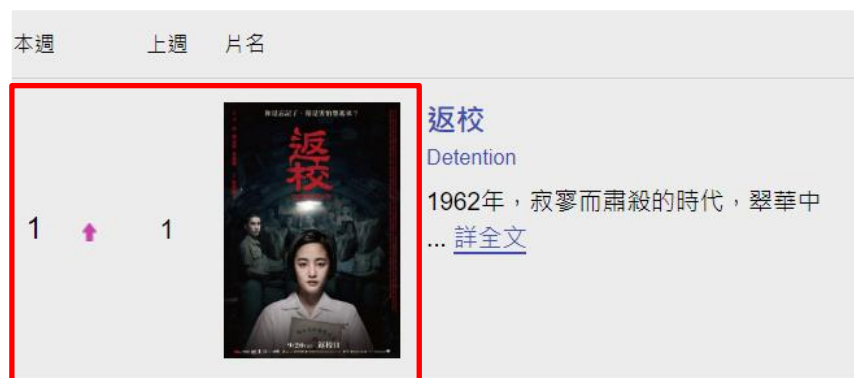 本週 上週 片名
1 1
返校
返校
Detention
1962年，寂寥而肅殺的時代，翠華中
... 詳全文